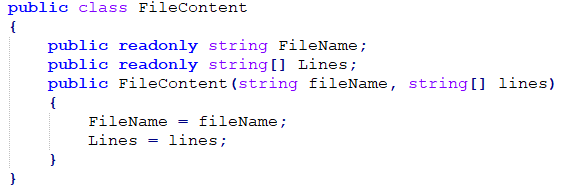 public class FileContent
{
    public readonly string FileName;
    public readonly string[] Lines;
    public FileContent(string fileName, string[] lines)
    {
        FileName = fileName;
        Lines = lines;
    }
}